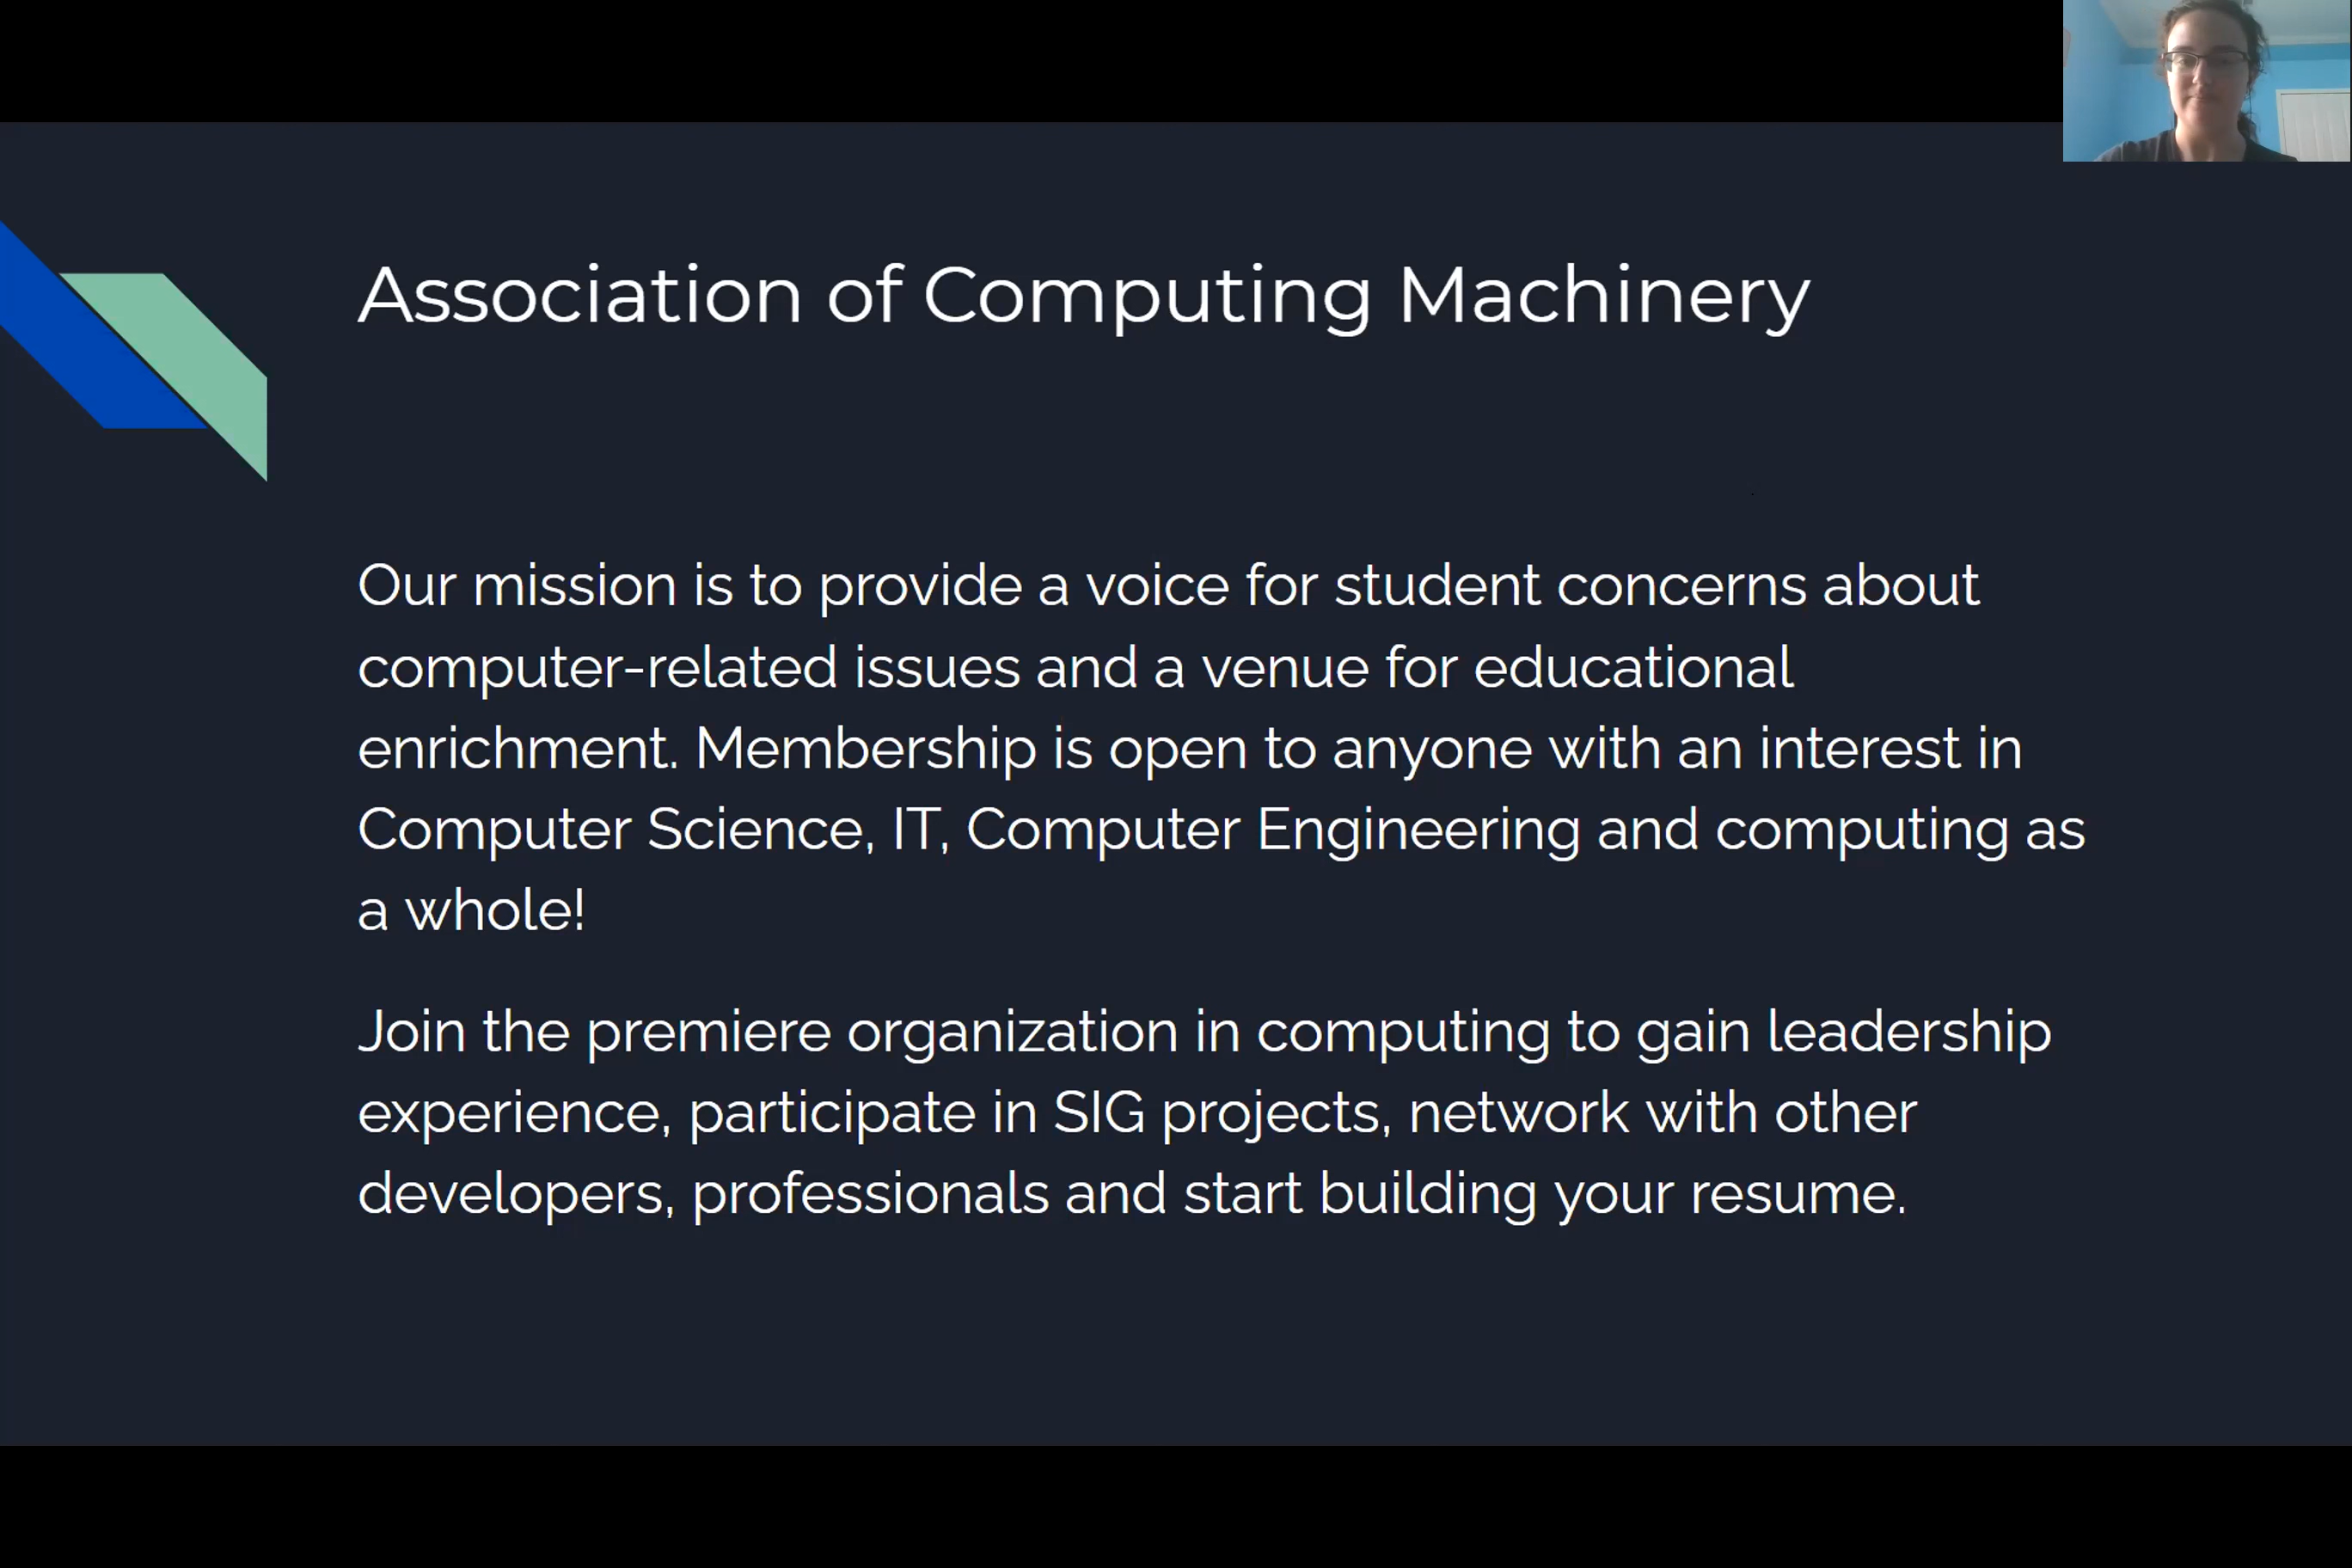 Association of Computing Machinery
Our mission is to provide a voice for student concerns about
computer-related issues and a venue for educational
enrichment. Membership is open to anyone with an interest in
Computer Science, IT, Computer Engineering and computing as
a whole!
Join the premiere organization in computing to gain leadership
experience, participate in SIG projects, network with other
developers, professionals and start building your resume.